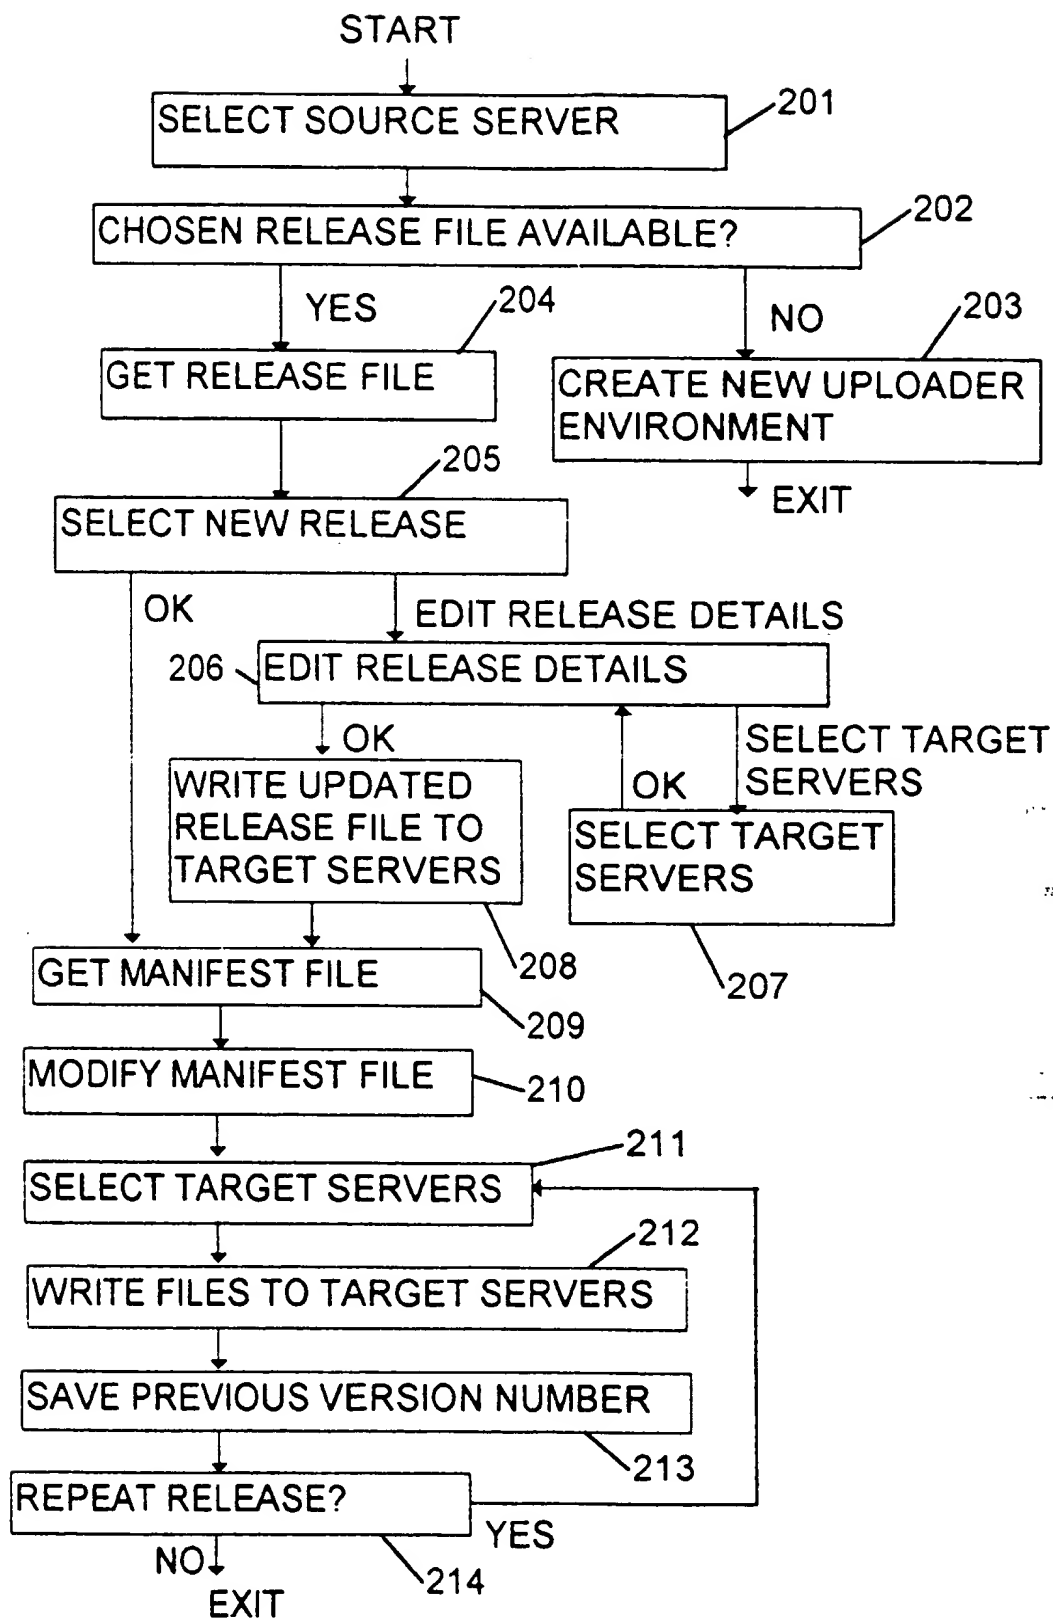 START
201
SELECT SOURCE SERVER
202
CHOSEN RELEASE FILE AVAILABLE?
YES
204
NO
203
GET RELEASE FILE
CREATE NEW UPLOADER
ENVIRONMENT
205
EXIT
SELECT NEW RELEASE
OK
EDIT RELEASE DETAILS
206
EDIT RELEASE DETAILS
OK
SELECT TARGET
SERVERS
WRITE UPDATED
RELEASE FILE TO
TARGET SERVERS
OK
SELECT TARGET
SERVERS
208
207
GET MANIFEST FILE
209
MODIFY MANIFEST FILE
210
211
SELECT TARGET SERVERS
212
WRITE FILES TO TARGET SERVERS
SAVE PREVIOUS VERSION NUMBER
213
REPEAT RELEASE?
YES
NO
214
EXIT